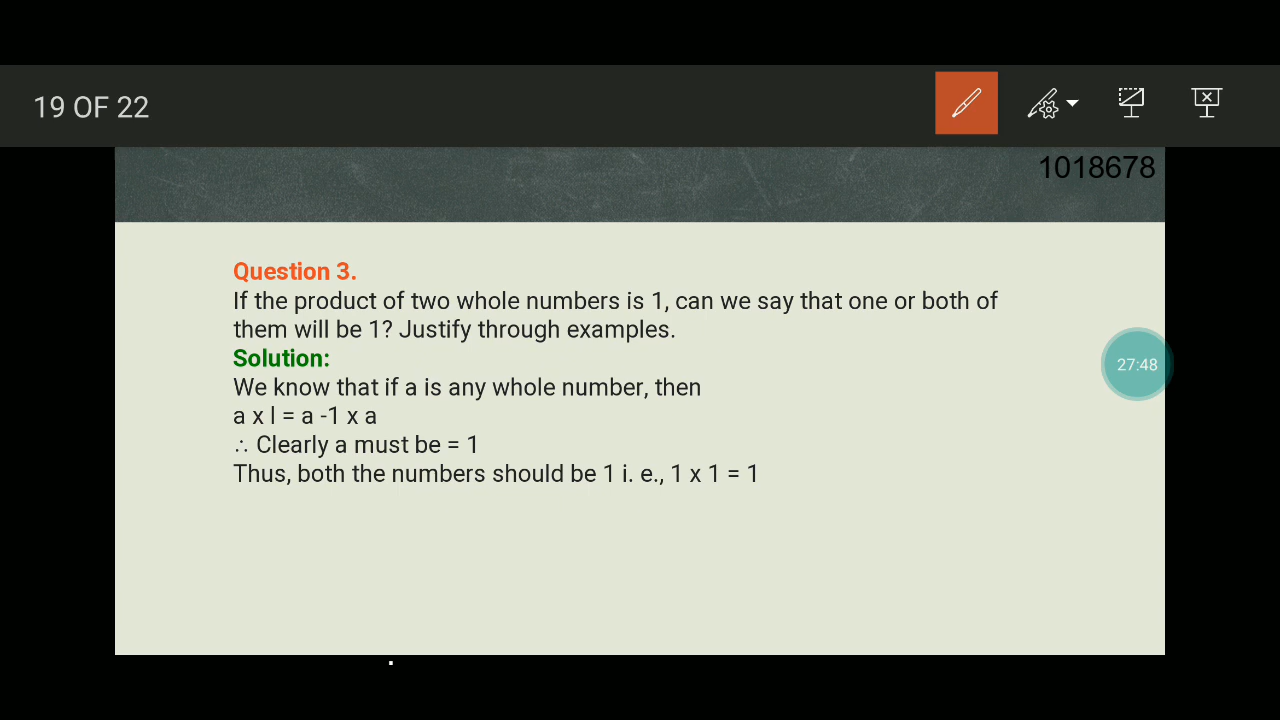 19 OF 22
1018678
Question 3.
If the product of two whole numbers is 1, can we say that one or both of
them will be 1? Justify through examples.
Solution:
We know that if a is any whole number, then
a x l = a -1 x a
∴ Clearly a must be = 1
Thus, both the numbers should be 1 i. e., 1 x 1 = 1
27:48